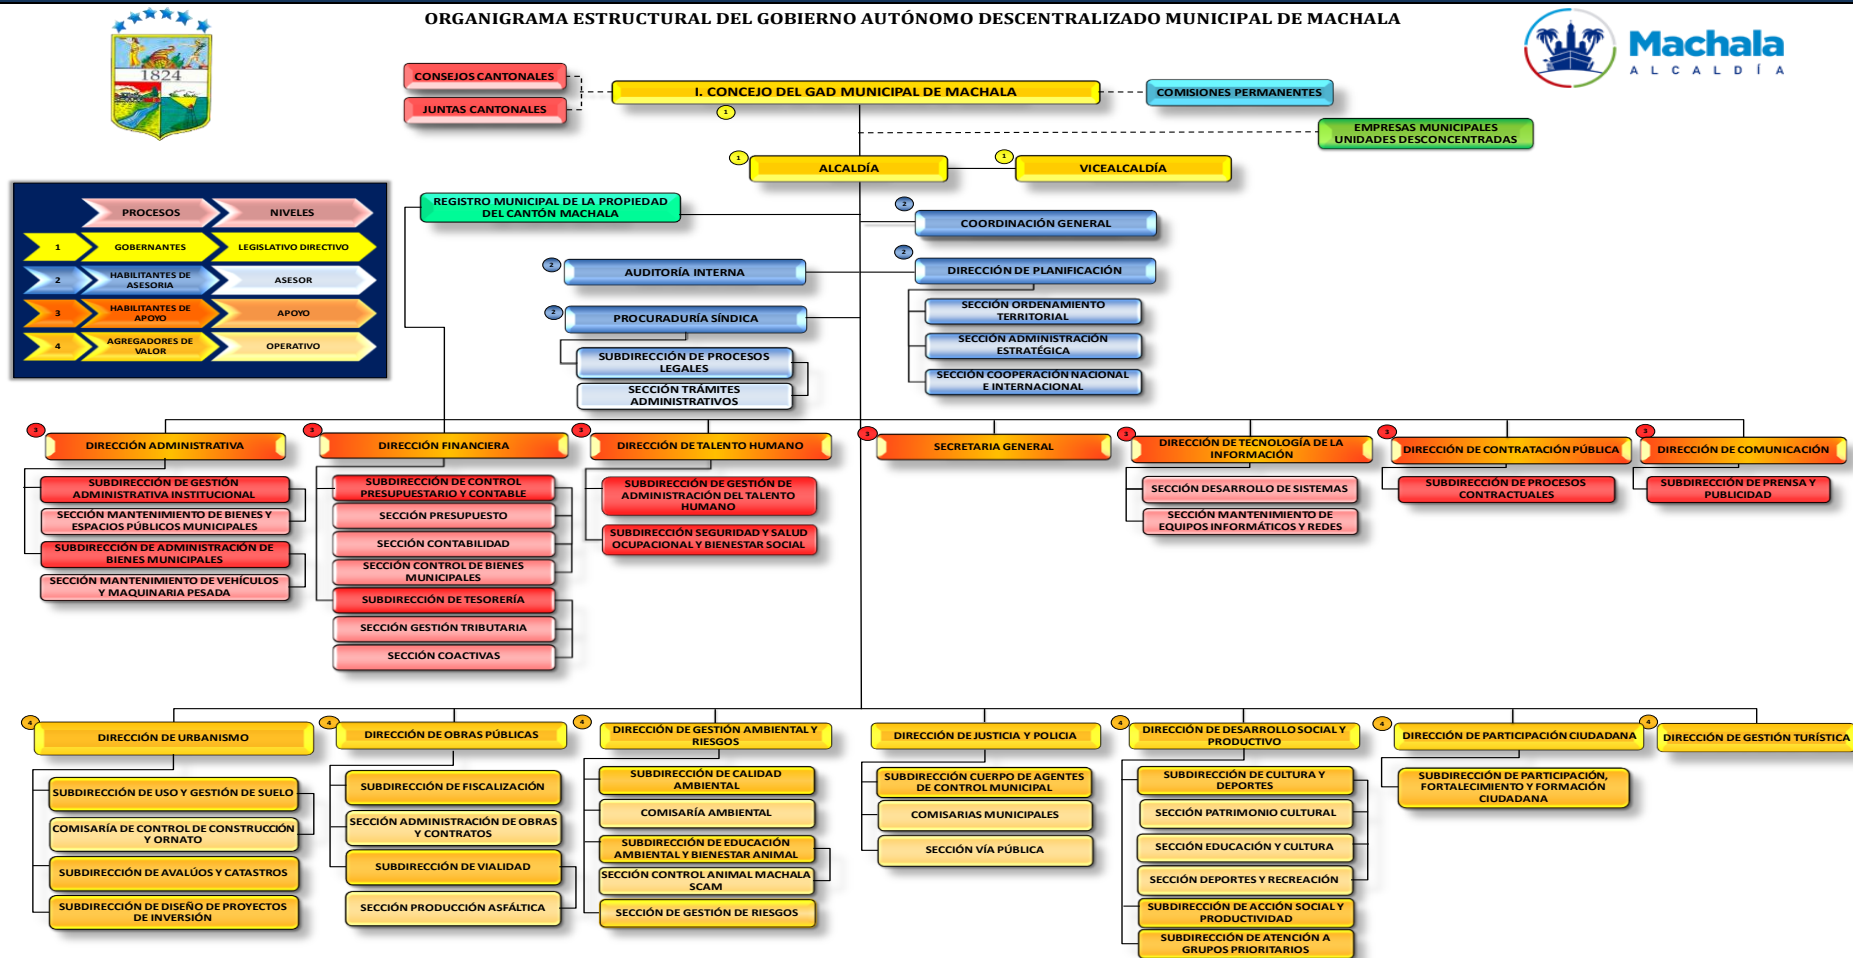 ORGANIGRAMA ESTRUCTURAL DEL GOBIERNO AUTÓNOMO DESCENTRALIZADO MUNICIPAL DE MACHALA
1824
Machala
ALCALDÍA
CONSEJOS CANTONALES
JUNTAS CANTONALES
I. CONCEJO DEL GAD MUNICIPAL DE MACHALA
1
COMISIONES PERMANENTES
EMPRESAS MUNICIPALES
UNIDADES DESCONCENTRADAS
1
ALCALDÍA
1
VICEALCALDÍA
PROCESOS
NIVELES
1
GOBERNANTES
LEGISLATIVO DIRECTIVO
2
HABILITANTES DE
ASESORIA
ASESOR
3
HABILITANTES DE
APOYO
APOYO
4
AGREGADORES DE
VALOR
OPERATIVO
REGISTRO MUNICIPAL DE LA PROPIEDAD
DEL CANTÓN MACHALA
2
COORDINACIÓN GENERAL
2
AUDITORÍA INTERNA
2
DIRECCIÓN DE PLANIFICACIÓN
SECCIÓN ORDENAMIENTO
TERRITORIAL
SECCIÓN ADMINISTRACIÓN
ESTRATÉGICA
SECCIÓN COOPERACIÓN NACIONAL
E INTERNACIONAL
2
PROCURADURÍA SÍNDICA
SUBDIRECCIÓN DE PROCESOS
LEGALES
SECCIÓN TRÁMITES
ADMINISTRATIVOS
3
DIRECCIÓN ADMINISTRATIVA
SUBDIRECCIÓN DE GESTIÓN
ADMINISTRATIVA INSTITUCIONAL
SECCIÓN MANTENIMIENTO DE BIENES Y
ESPACIOS PÚBLICOS MUNICIPALES
SUBDIRECCIÓN DE ADMINISTRACIÓN DE
BIENES MUNICIPALES
SECCIÓN MANTENIMIENTO DE VEHÍCULOS
Y MAQUINARIA PESADA
3
DIRECCIÓN FINANCIERA
SUBDIRECCIÓN DE CONTROL
PRESUPUESTARIO Y CONTABLE
SECCIÓN PRESUPUESTO
SECCIÓN CONTABILIDAD
SECCIÓN CONTROL DE BIENES
MUNICIPALES
SUBDIRECCIÓN DE TESORERÍA
SECCIÓN GESTIÓN TRIBUTARIA
SECCIÓN COACTIVAS
3
DIRECCIÓN DE TALENTO HUMANO
SUBDIRECCIÓN DE GESTIÓN DE
ADMINISTRACIÓN DEL TALENTO
HUMANO
SUBDIRECCIÓN SEGURIDAD Y SALUD
OCUPACIONAL Y BIENESTAR SOCIAL
3
SECRETARIA GENERAL
3
DIRECCIÓN DE TECNOLOGÍA DE LA
INFORMACIÓN
SECCIÓN DESARROLLO DE SISTEMAS
SECCIÓN MANTENIMIENTO DE
EQUIPOS INFORMÁTICOS Y REDES
3
DIRECCIÓN DE CONTRATACIÓN PÚBLICA
SUBDIRECCIÓN DE PROCESOS
CONTRACTUALES
3
DIRECCIÓN DE COMUNICACIÓN
SUBDIRECCIÓN DE PRENSA Y
PUBLICIDAD
4
DIRECCIÓN DE URBANISMO
SUBDIRECCIÓN DE USO Y GESTIÓN DE SUELO
COMISARÍA DE CONTROL DE CONSTRUCCIÓN
Y ORNATO
SUBDIRECCIÓN DE AVALÚOS Y CATASTROS
SUBDIRECCIÓN DE DISEÑO DE PROYECTOS
DE INVERSIÓN
4
DIRECCIÓN DE OBRAS PÚBLICAS
SUBDIRECCIÓN DE FISCALIZACIÓN
SECCIÓN ADMINISTRACIÓN DE OBRAS
Y CONTRATOS
SUBDIRECCIÓN DE VIALIDAD
SECCIÓN PRODUCCIÓN ASFÁLTICA
4
DIRECCIÓN DE GESTIÓN AMBIENTAL Y
RIESGOS
SUBDIRECCIÓN DE CALIDAD
AMBIENTAL
COMISARÍA AMBIENTAL
SUBDIRECCIÓN DE EDUCACIÓN
AMBIENTAL Y BIENESTAR ANIMAL
SECCIÓN CONTROL ANIMAL MACHALA
SCAM
SECCIÓN DE GESTIÓN DE RIESGOS
DIRECCIÓN DE JUSTICIA Y POLICIA
SUBDIRECCIÓN CUERPO DE AGENTES
DE CONTROL MUNICIPAL
COMISARIAS MUNICIPALES
SECCIÓN VÍA PÚBLICA
4
DIRECCIÓN DE DESARROLLO SOCIAL Y
PRODUCTIVO
SUBDIRECCIÓN DE CULTURA Y
DEPORTES
SECCIÓN PATRIMONIO CULTURAL
SECCIÓN EDUCACIÓN Y CULTURA
SECCIÓN DEPORTES Y RECREACIÓN
SUBDIRECCIÓN DE ACCIÓN SOCIAL Y
PRODUCTIVIDAD
SUBDIRECCIÓN DE ATENCIÓN A
GRUPOS PRIORITARIOS
4
DIRECCIÓN DE PARTICIPACIÓN CIUDADANA
SUBDIRECCIÓN DE PARTICIPACIÓN,
FORTALECIMIENTO Y FORMACIÓN
CIUDADANA
4
DIRECCIÓN DE GESTIÓN TURÍSTICA